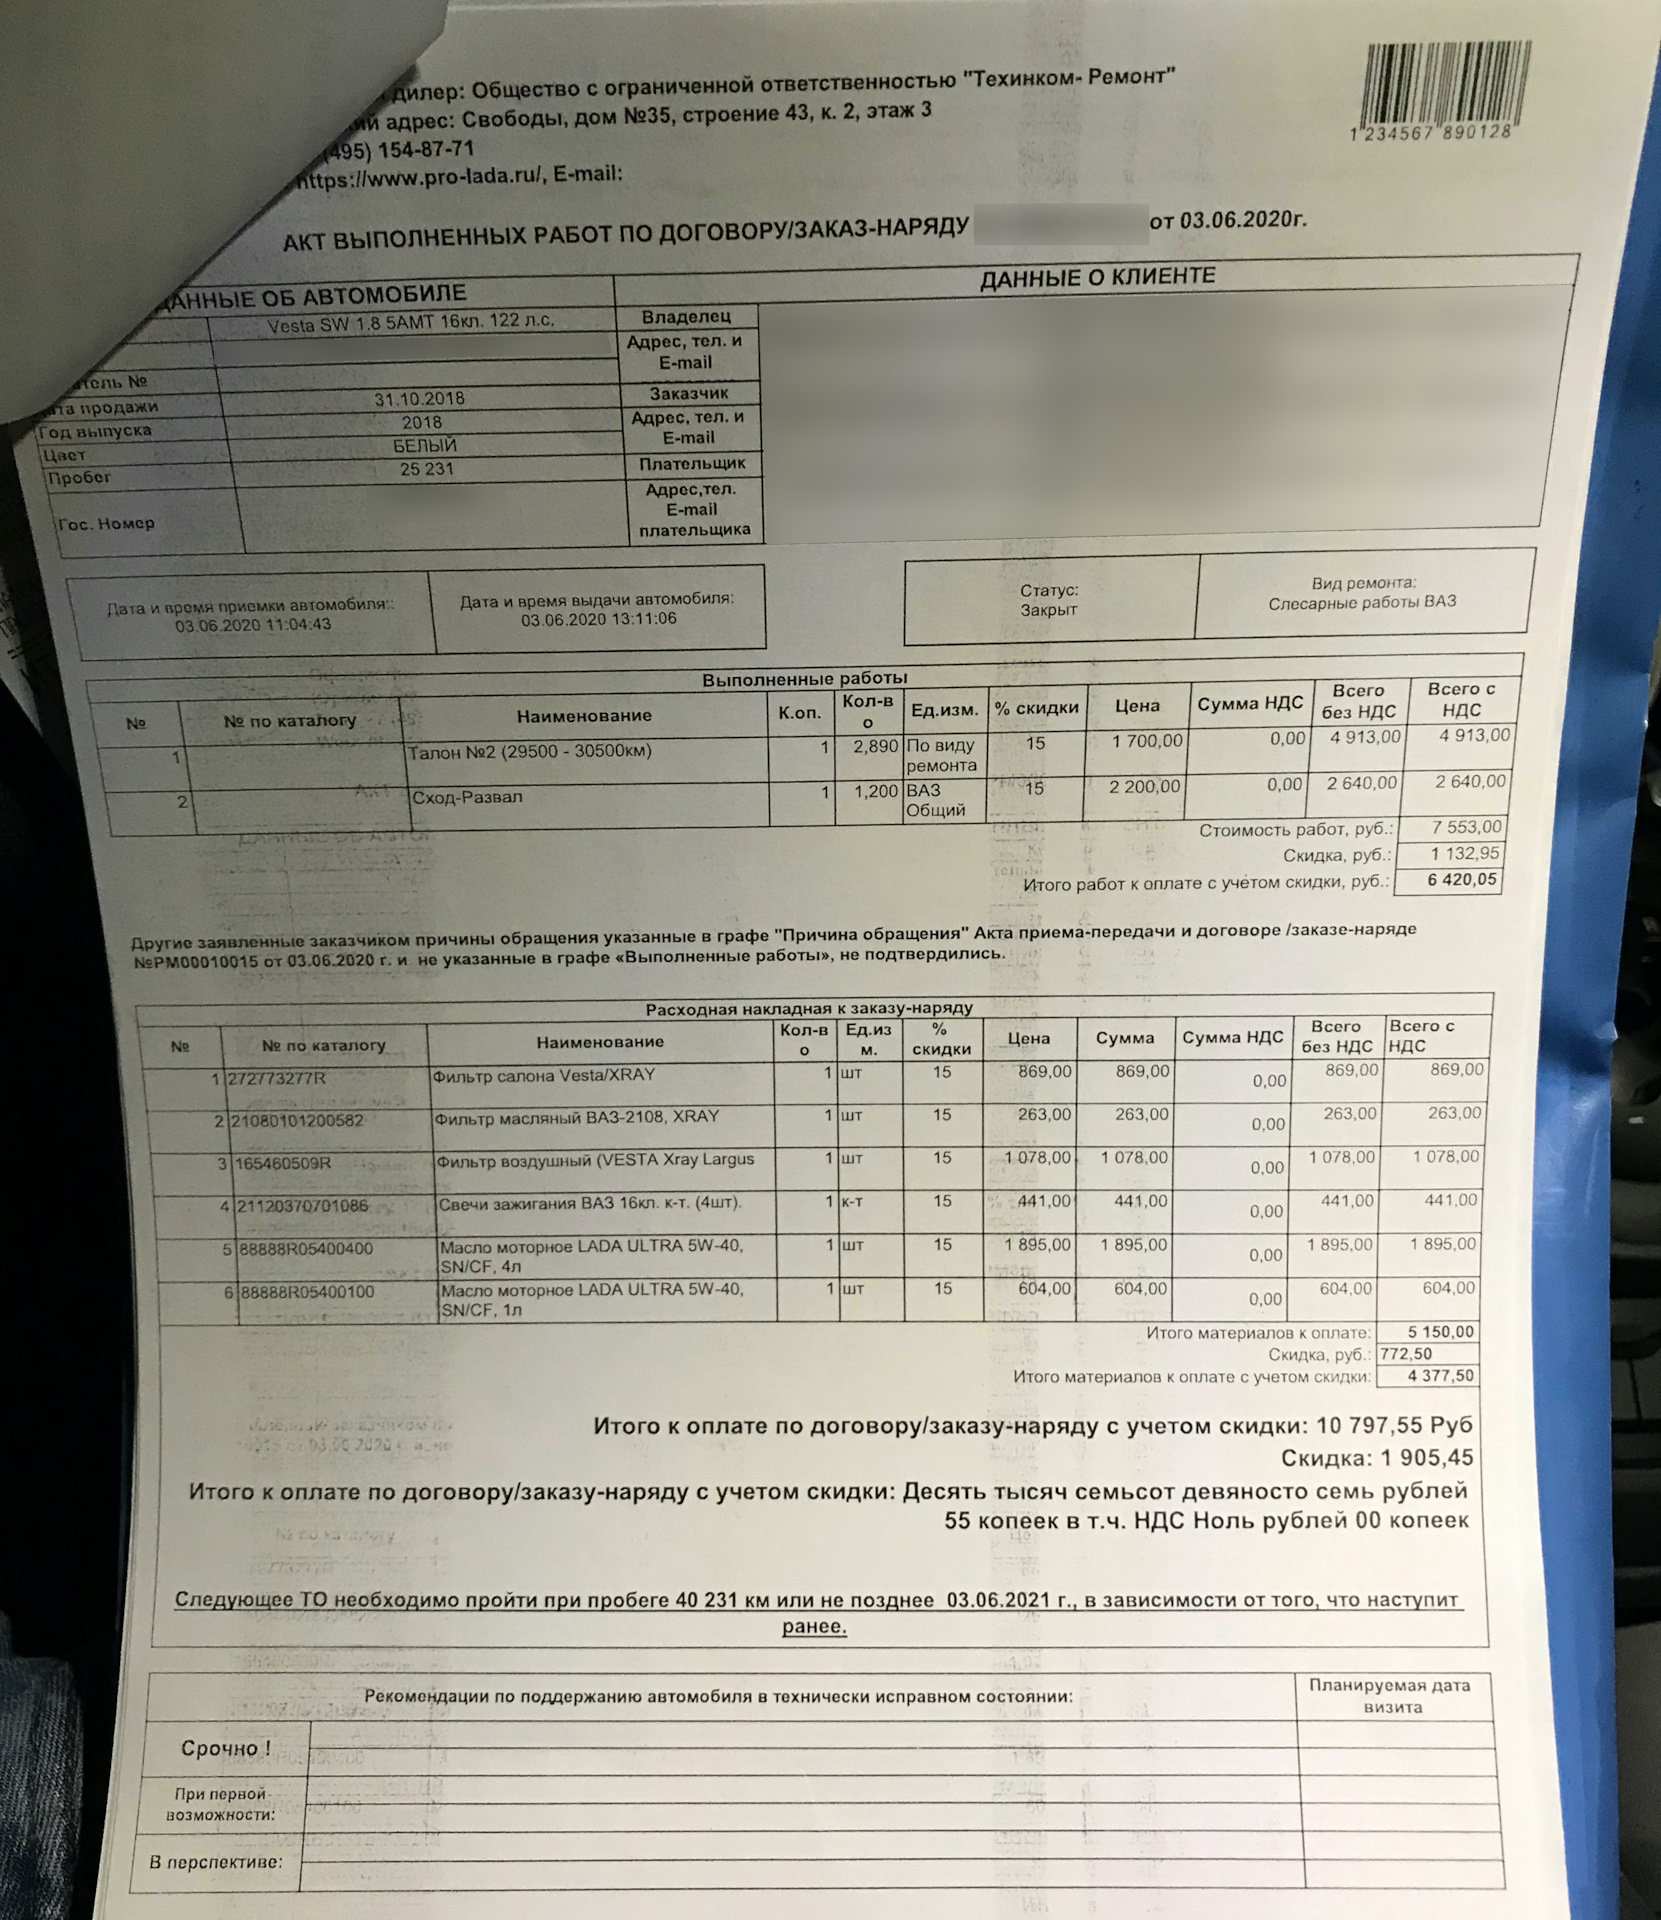 дилер: Общество с ограниченной ответственностью "Техинком- Ремонт"
адрес: Свободы, дом №35, строение 43, к. 2, этаж 3
(495) 154-87-71
https://www.pro-lada.ru/, E-mail:
1 234567 890128
АКТ ВЫПОЛНЕННЫХ РАБОТ ПО ДОГОВОРУ/ЗАКАЗ-НАРЯДУ от 03.06.2020г.
ДАННЫЕ ОБ АВТОМОБИЛЕ ДАННЫЕ О КЛИЕНТЕ
Vesta SW 1.8 5АМТ 16кл. 122 л.с. Владелец
Адрес, тел. и
E-mail
№
продажи 31.10.2018 Заказчик
Год выпуска 2018 Адрес, тел. и
E-mail
Цвет БЕЛЫЙ
Пробег 25 231 Плательщик
Гос. Номер Адрес,тел.
E-mail
плательщика
Дата и время приемки автомобиля:: Дата и время выдачи автомобиля: Статус: Вид ремонта:
03.06.2020 11:04:43 03.06.2020 13:11:06 Закрыт Слесарные работы ВАЗ
Выполненные работы
№ № по каталогу Наименование К.оп. Кол-в Ед.изм. % скидки Цена Сумма НДС Всего Всего с
о без НДС НДС
1 Талон №2 (29500 - 30500км) 1 2,890 По виду 15 1 700,00 0,00 4 913,00 4 913,00
ремонта
2 Сход-Развал 1 1,200 ВАЗ 15 2 200,00 0,00 2 640,00 2 640,00
Общий
Стоимость работ, руб.: 7 553,00
Скидка, руб.: 1 132,95
Итого работ к оплате с учетом скидки, руб.: 6 420,05
Другие заявленные заказчиком причины обращения указанные в графе "Причина обращения" Акта приема-передачи и договоре /заказе-наряде
№РМ00010015 от 03.06.2020 г. и не указанные в графе «Выполненные работы», не подтвердились.
Расходная накладная к заказу-наряду
№ № по каталогу Наименование Кол-в Ед.из % Цена Сумма Сумма НДС Всего Всего с
о м. скидки без НДС НДС
1 272773277R Фильтр салона Vesta/XRAY 1 шт 15 869,00 869,00 0,00 869,00 869,00
2 21080101200582 Фильтр масляный ВАЗ-2108, XRAY 1 шт 15 263,00 263,00 0,00 263,00 263,00
3 165460509R Фильтр воздушный (VESTA Xray Largus 1 шт 15 1 078,00 1 078,00 0,00 1 078,00 1 078,00
4 21120370701086 Свечи зажигания ВАЗ 16кл. к-т. (4шт). 1 к-т 15 441,00 441,00 0,00 441,00 441,00
5 88888R05400400 Масло моторное LADA ULTRA 5W-40, 1 шт 15 1 895,00 1 895,00 0,00 1 895,00 1 895,00
SN/CF, 4л
6 88888R05400100 Масло моторное LADA ULTRA 5W-40, 1 шт 15 604,00 604,00 0,00 604,00 604,00
SN/CF, 1л
Итого материалов к оплате: 5 150,00
Скидка, руб.: 772,50
Итого материалов к оплате с учетом скидки: 4 377,50
Итого к оплате по договору/заказу-наряду с учетом скидки: 10 797,55 Руб
Скидка: 1 905,45
Итого к оплате по договору/заказу-наряду с учетом скидки: Десять тысяч семьсот девяносто семь рублей
55 копеек в т.ч. НДС Ноль рублей 00 копеек
Следующее ТО необходимо пройти при пробеге 40 231 км или не позднее 03.06.2021 г., в зависимости от того, что наступит
ранее.
Рекомендации по поддержанию автомобиля в технически исправном состоянии: Планируемая дата
визита
Срочно !
При первой
возможности:
В перспективе: